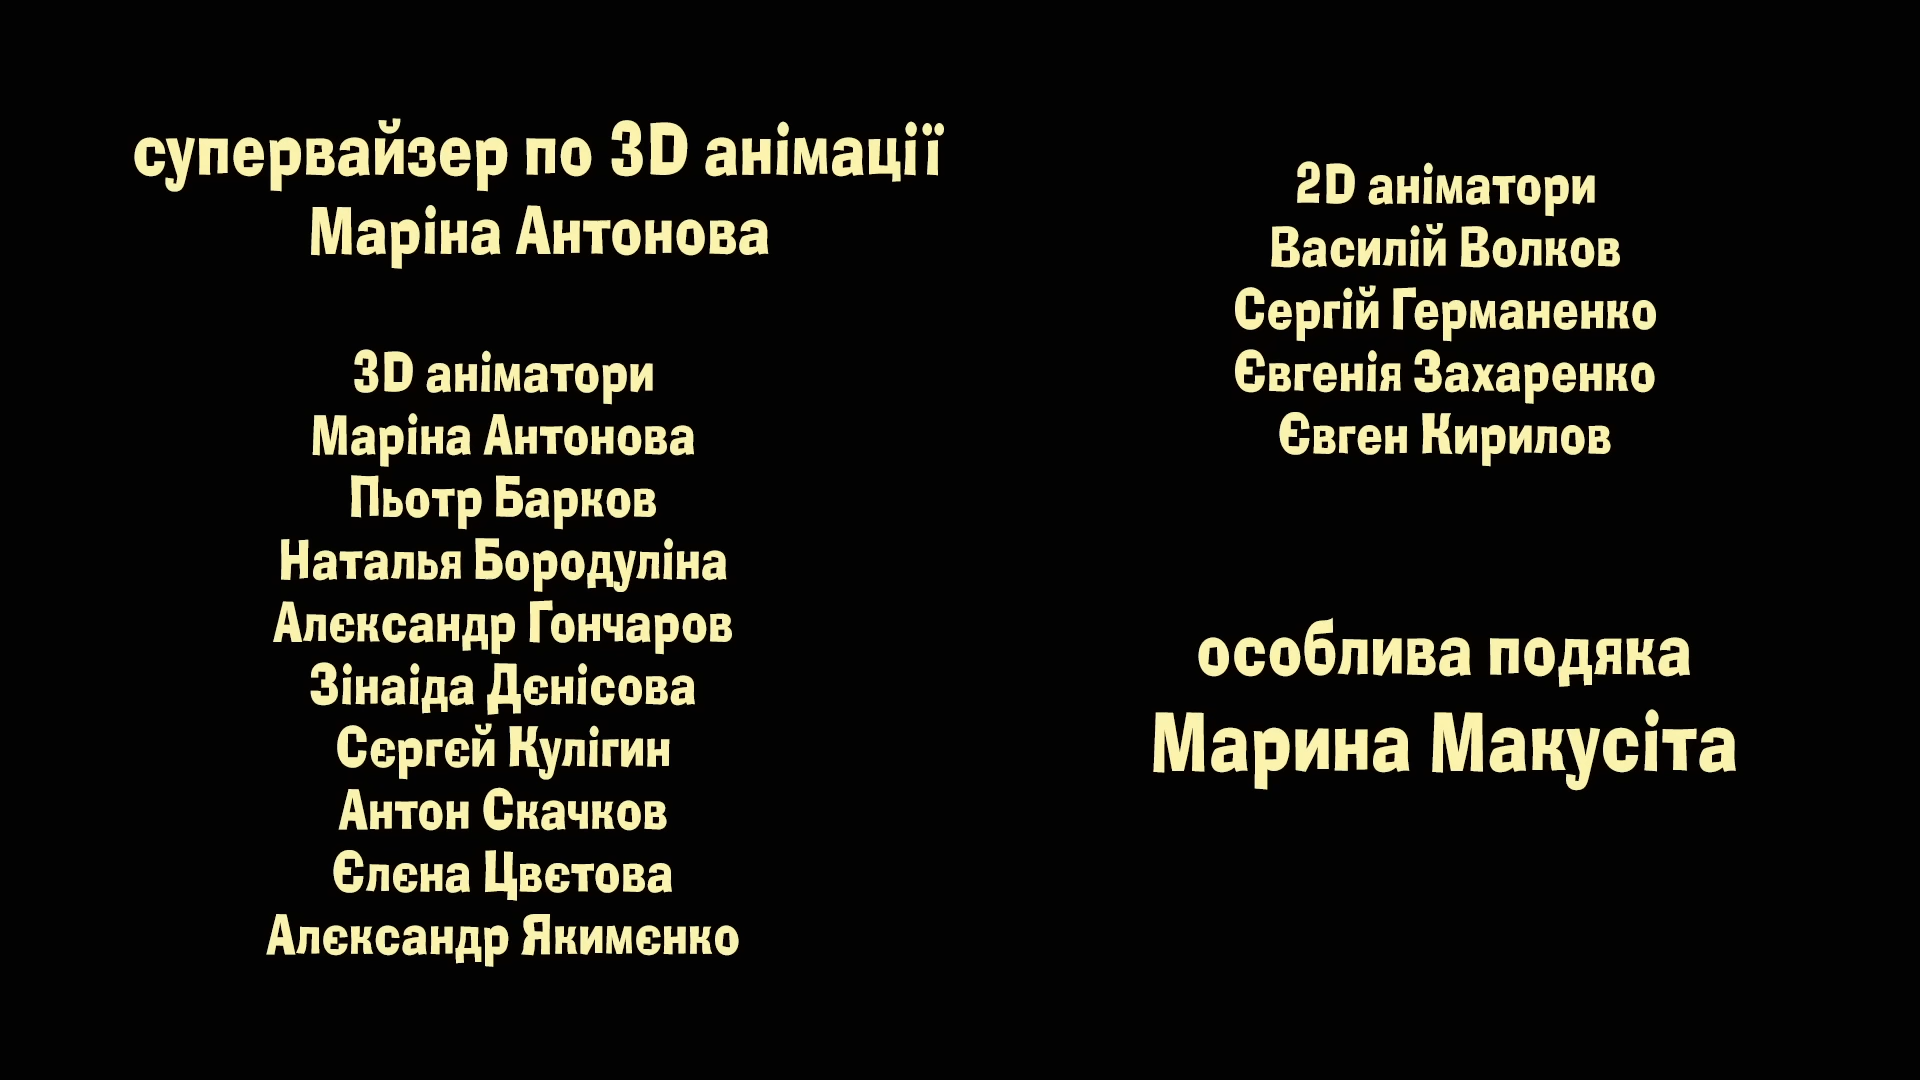 супервайзер по 3D анімації
Маріна Антонова
3D аніматори
Маріна Антонова
Пьотр Барков
Наталья Бородуліна
Алєксандр Гончаров
Зінаіда Дєнісова
Сєргєй Кулігин
Антон Скачков
Єлєна Цвєтова
Алєксандр Якимєнко
2D аніматори
Василій Волков
Сергій Германенко
Євгенія Захаренко
Євген Кирилов
особлива подяка
Марина Макусіта